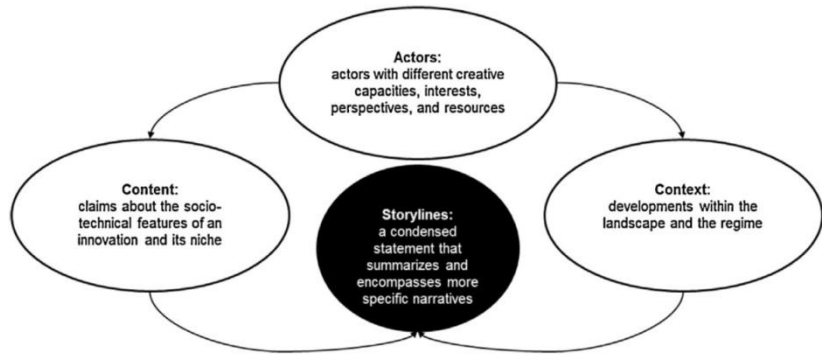 Actors:
actors with different creative
capacities, interests,
perspectives, and resources
Content:
claims about the socio-
technical features of an
innovation and its niche
Storylines:
a condensed
statement that
summarizes and
encompasses more
specific narratives
Context:
developments within the
landscape and the regime